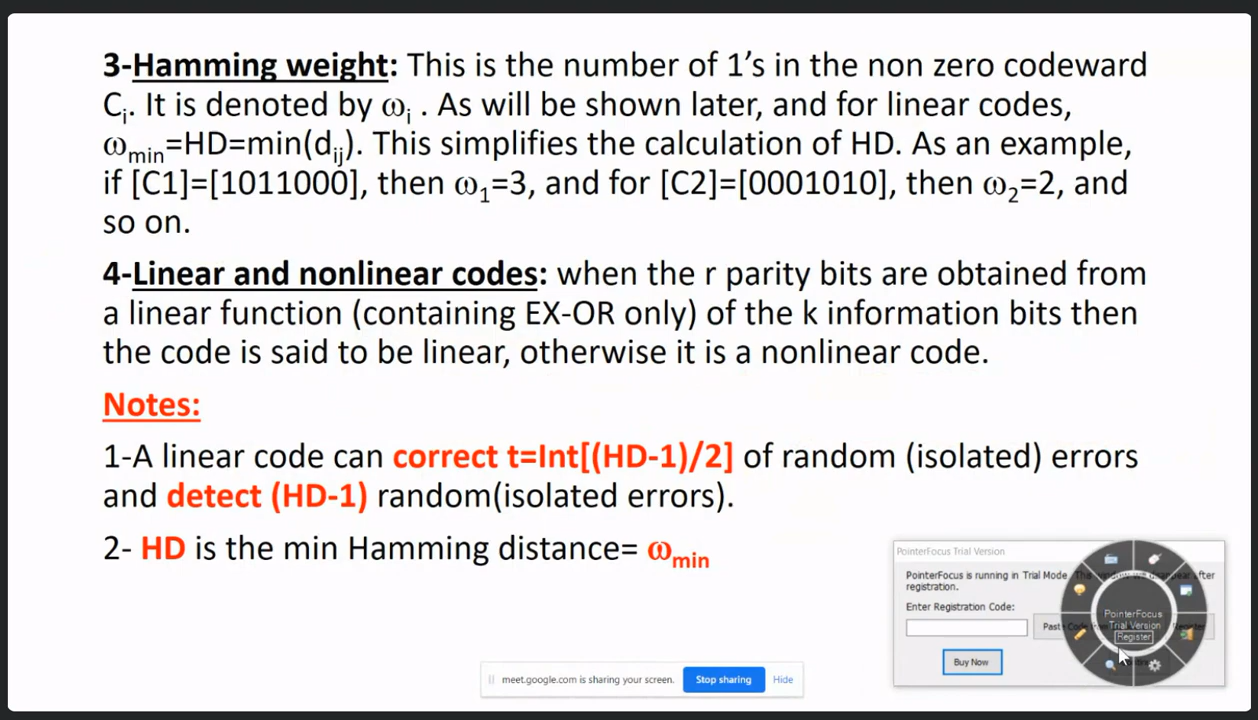 3-Hamming weight: This is the number of 1’s in the non zero codeward
Ci. It is denoted by ωi . As will be shown later, and for linear codes,
ωmin=HD=min(dij). This simplifies the calculation of HD. As an example,
if [C1]=[1011000], then ω1=3, and for [C2]=[0001010], then ω2=2, and
so on.
4-Linear and nonlinear codes: when the r parity bits are obtained from
a linear function (containing EX-OR only) of the k information bits then
the code is said to be linear, otherwise it is a nonlinear code.
Notes:
1-A linear code can correct t=Int[(HD-1)/2] of random (isolated) errors
and detect (HD-1) random(isolated errors).
2- HD is the min Hamming distance= ωmin
PointerFocus Trial Version
PointerFocus is running in Trial Mode after
registration.
Enter Registration Code:
Buy Now
PointerFocus
Trial Version
Register
meet.google.com is sharing your screen.
Stop sharing
Hide